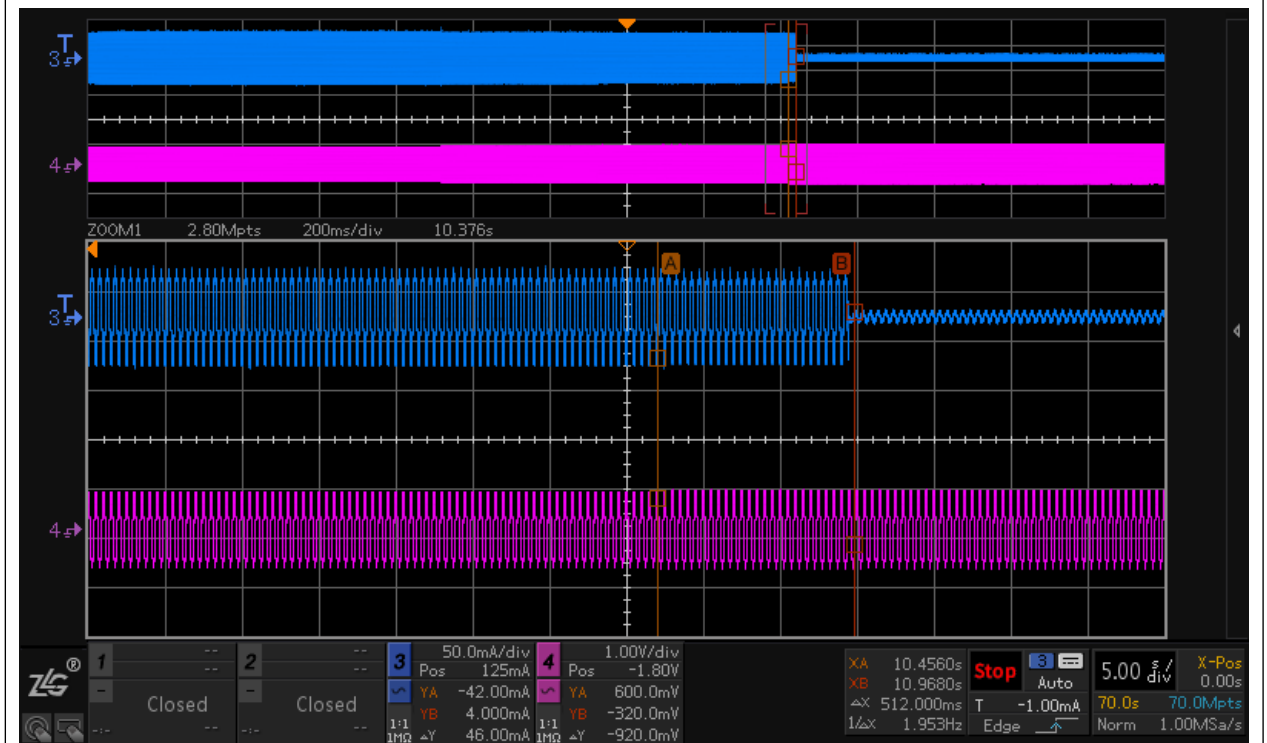 T
3
4
ZOOM1 2.80Mpts 200ms/div 10.376s
A B
T
3
4
ZLG®
1 -- -- - Closed -:- --
2 -- -- - Closed -:- --
3 50.0mA/div
Pos 125mA
YA -42.00mA
YB 4.000mA
1:1
1MΩ △Y 46.00mA
4 1.00V/div
Pos -1.80V
YA 600.0mV
YB -320.0mV
1:1
1MΩ △Y -920.0mV
XA 10.4560s
XB 10.9680s
△X 512.000ms
1/△X 1.953Hz
Stop 3 Auto
T -1.00mA
Edge
5.00 s/div X-Pos 0.00s
70.0s 70.0Mpts
Norm 1.00MSa/s